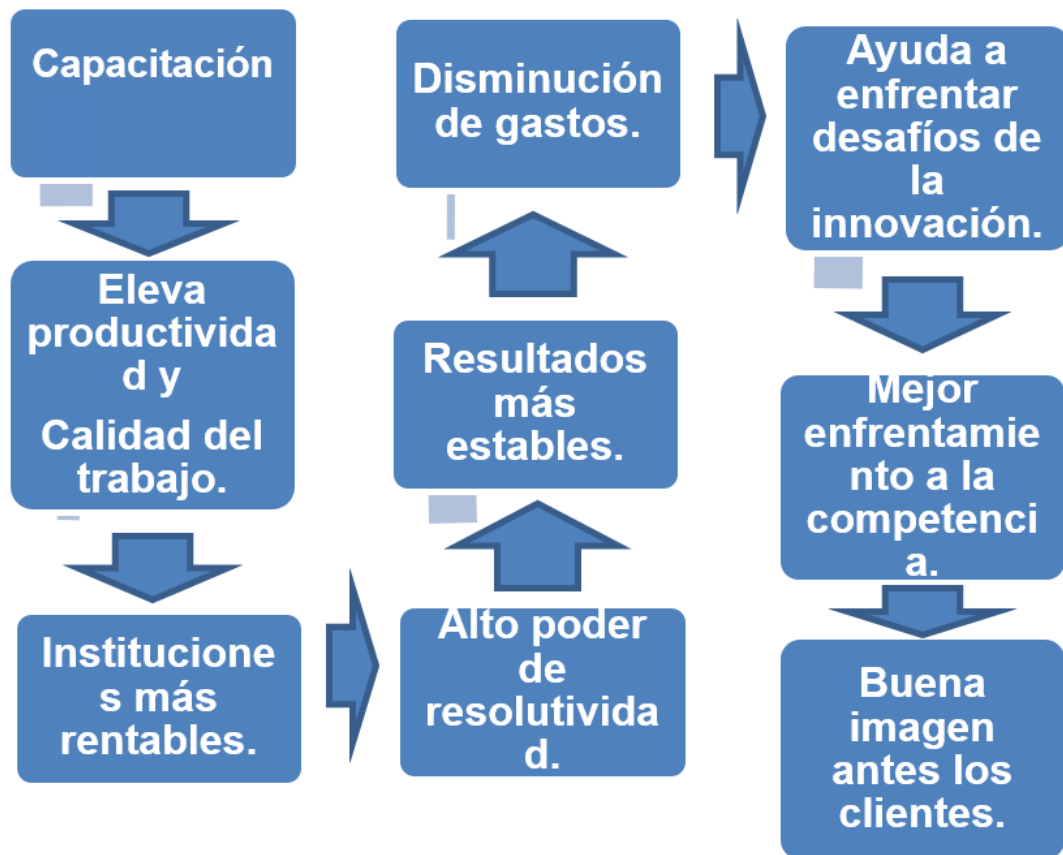 Capacitación
Eleva
productivida
d y
Calidad del
trabajo.
Institucione
s más
rentables.
Alto poder
de
resolutivida
d.
Resultados
más
estables.
Disminución
de gastos.
Ayuda a
enfrentar
desafíos de
la
innovación.
Mejor
enfrentamie
nto a la
competenci
a.
Buena
imagen
antes los
clientes.